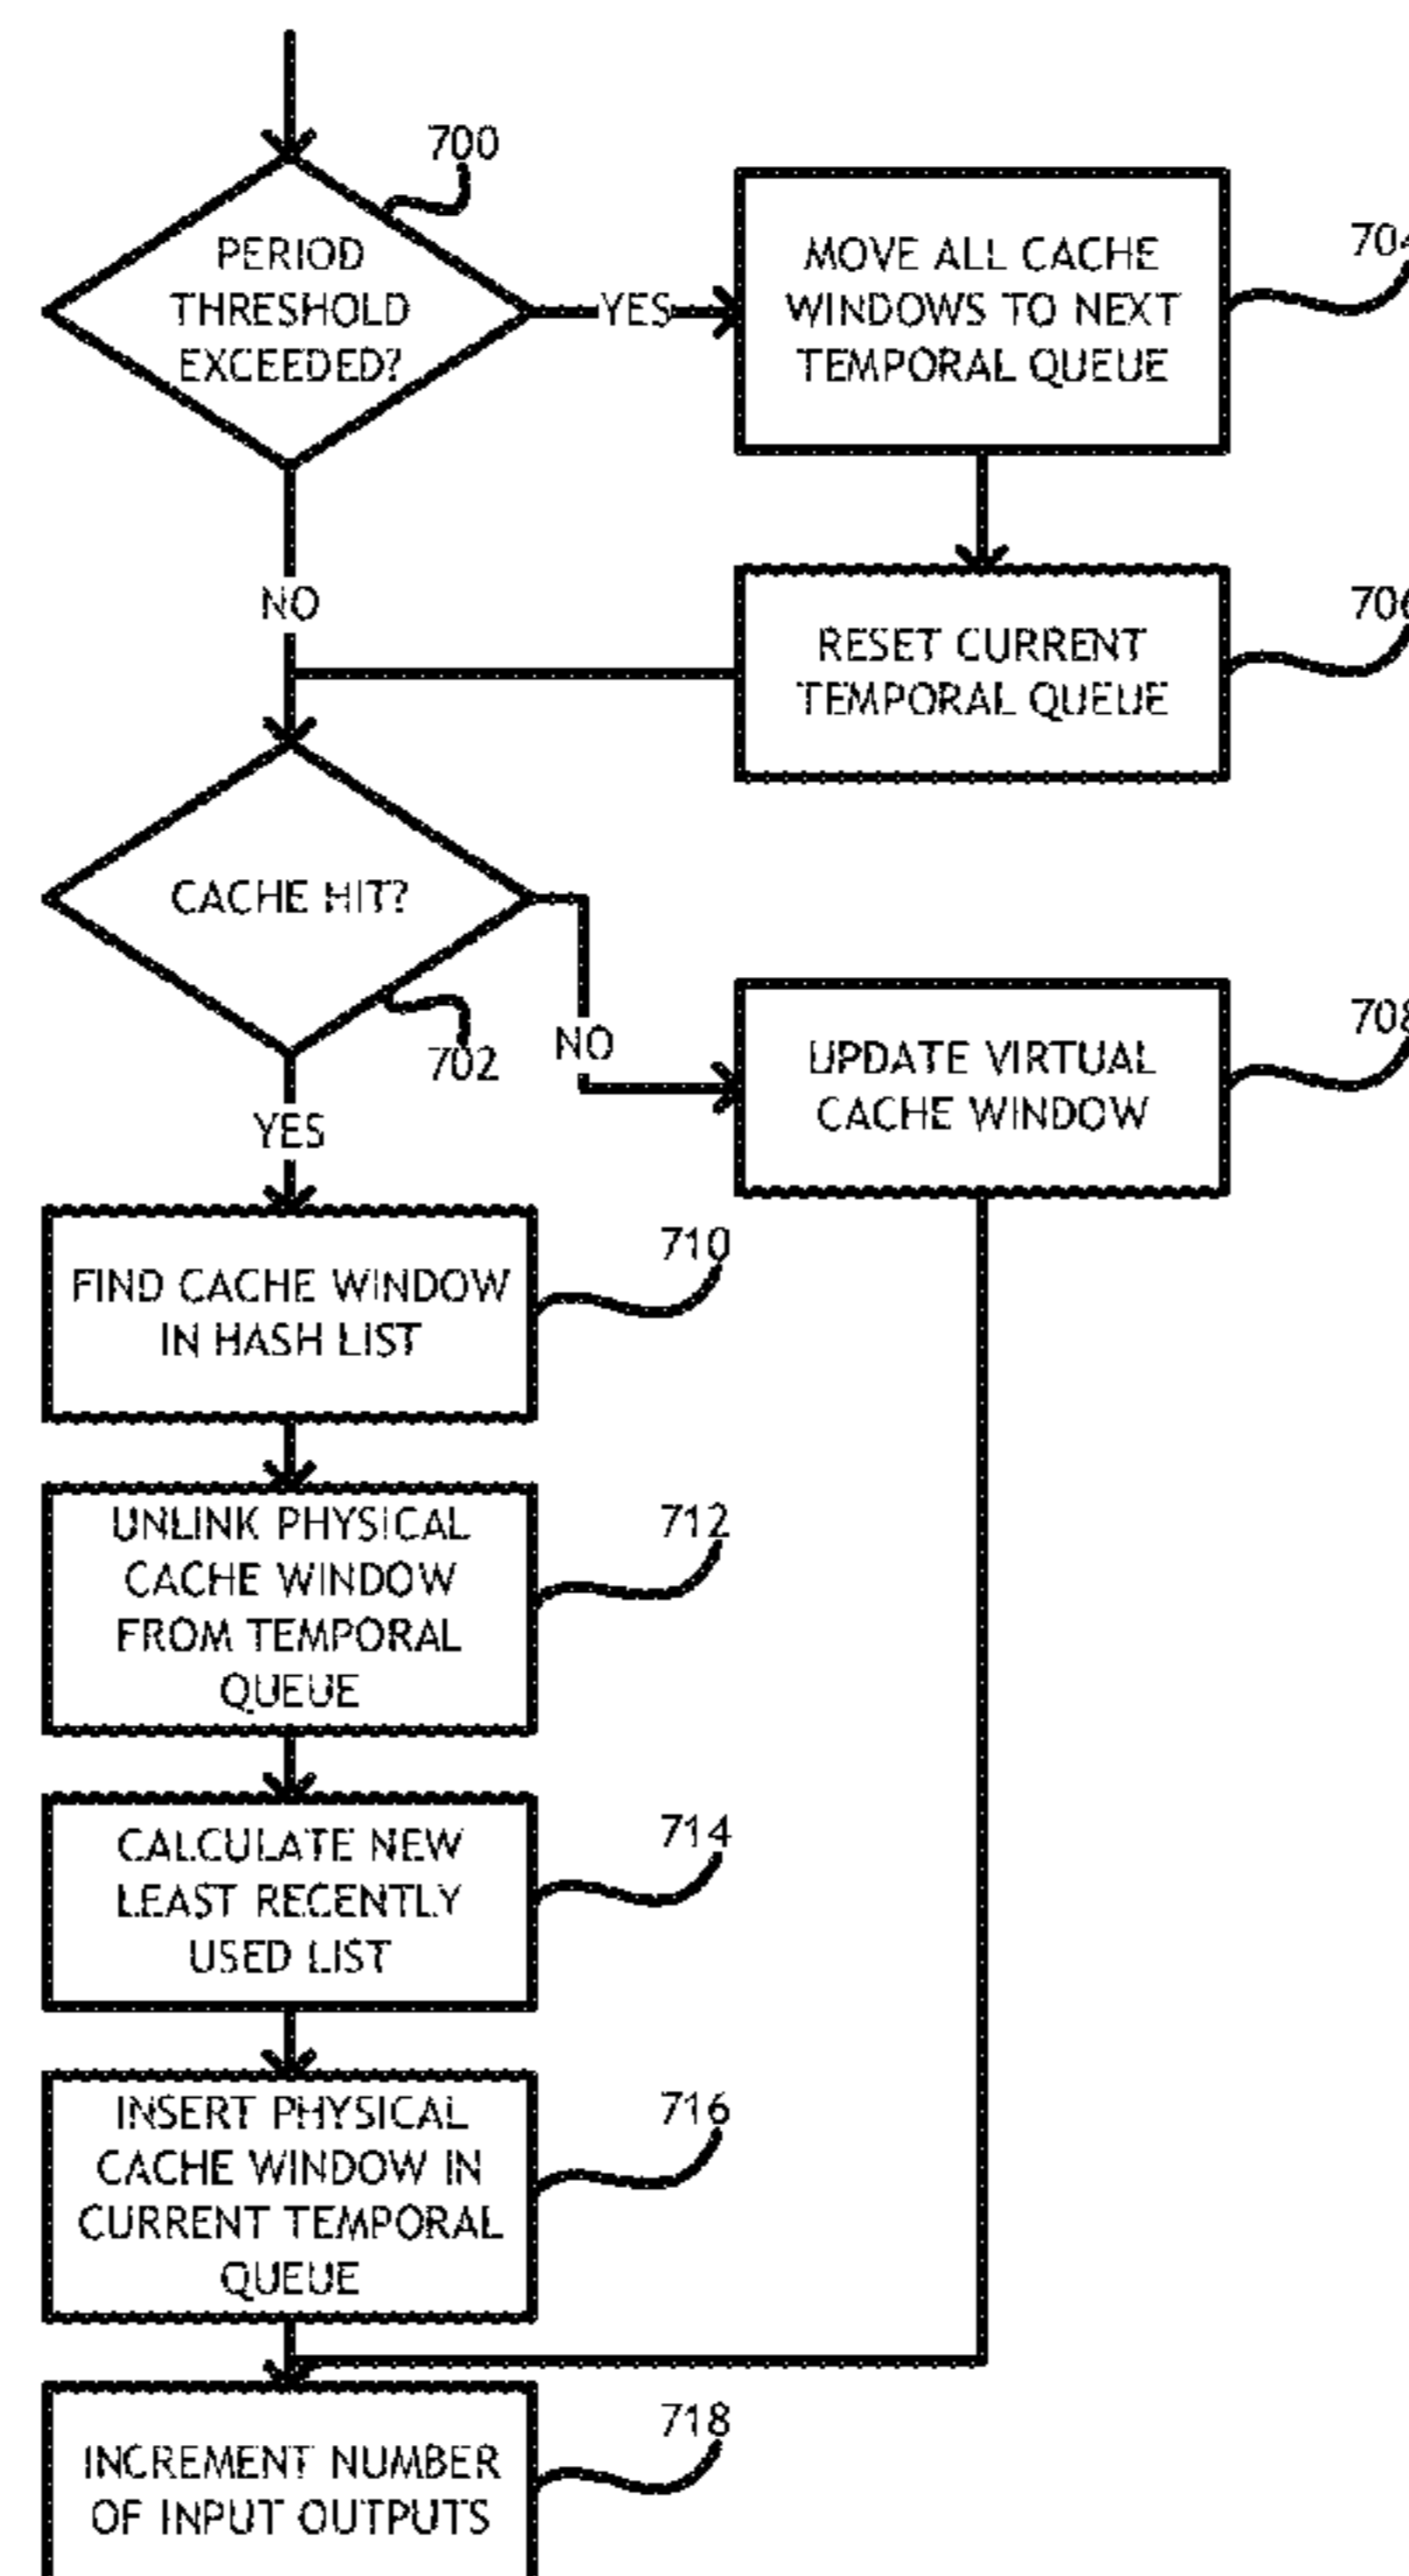 700
PERIOD
THRESHOLD
EXCEEDED?
YES
MOVE ALL CACHE
WINDOWS TO NEXT
TEMPORAL QUEUE
704
NO
RESET CURRENT
TEMPORAL QUEUE
706
CACHE HIT?
702
NO
UPDATE VIRTUAL
CACHE WINDOW
708
YES
FIND CACHE WINDOW
IN HASH LIST
710
UNLINK PHYSICAL
CACHE WINDOW
FROM TEMPORAL
QUEUE
712
CALCULATE NEW
LEAST RECENTLY
USED LIST
714
INSERT PHYSICAL
CACHE WINDOW IN
CURRENT TEMPORAL
QUEUE
716
INCREMENT NUMBER
OF INPUT OUTPUTS
718